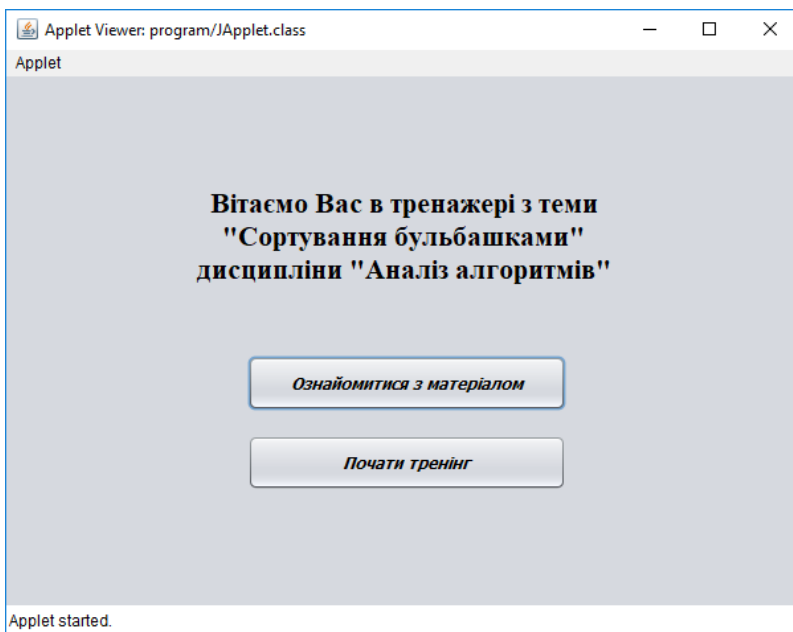 Applet Viewer: program/JApplet.class
Applet
Вітаємо Вас в тренажері з теми
"Сортування бульбашками"
дисципліни "Аналіз алгоритмів"
Ознайомитися з матеріалом
Почати тренінг
Applet started.